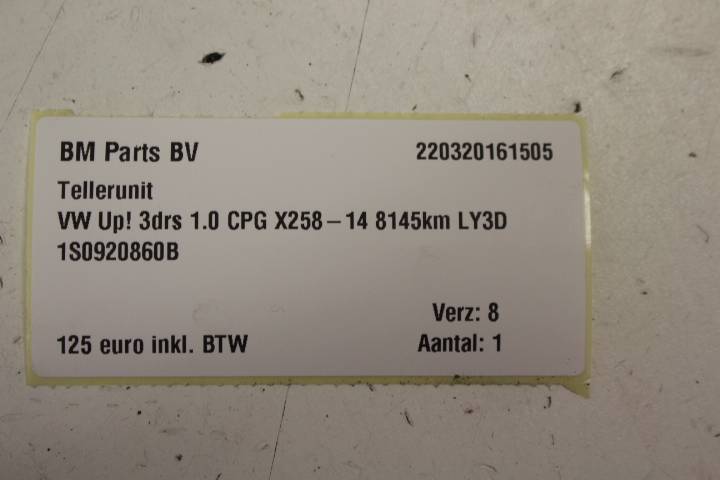 BM Parts BV 220320161505
Tellerunit
VW Up! 3drs 1.0 CPG X258-14 8145km LY3D
1S0920860B
Verz: 8
125 euro inkl. BTW Aantal: 1